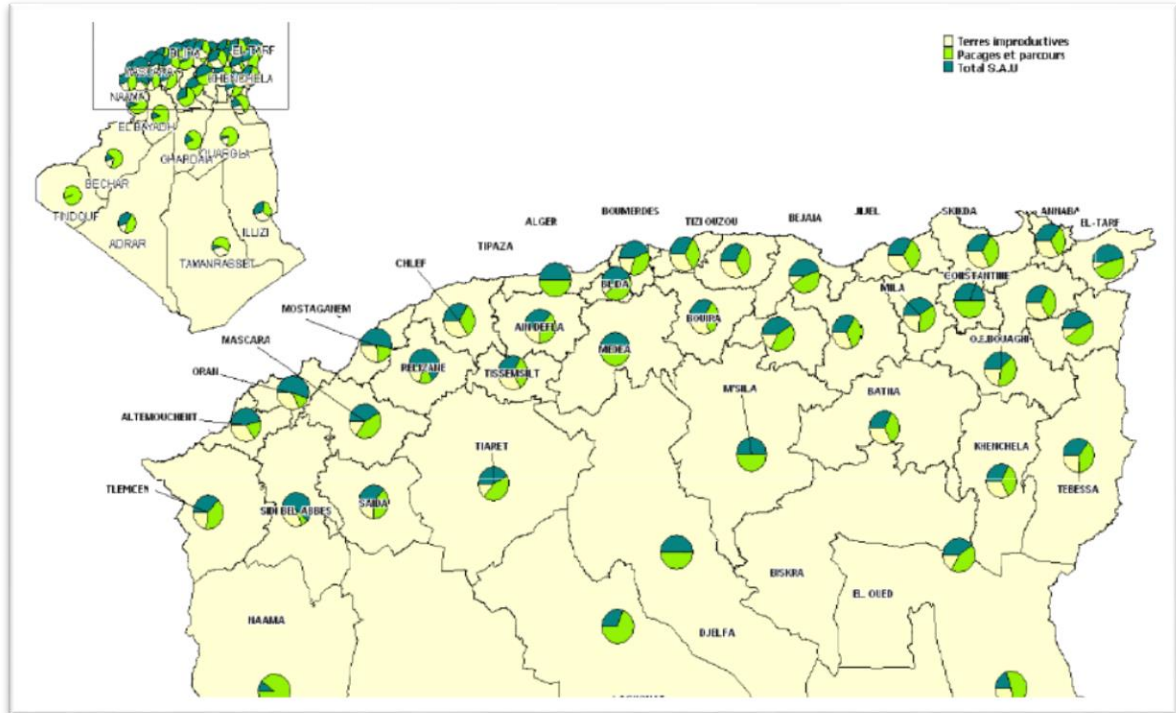 Terres improductives
Pacages et parcours
Total S.A.U
BLIDA
EL-TARF
MASCARA
KHENCHELA
NAAMA
EL BAYADH
GHARDAIA
OUARGLA
BECHAR
TINDOUF
ADRAR
ILLIZI
TAMANRASSET
ALGER
BOUMERDES
TIZI OUZOU
BEJAIA
JIJEL
SKIKDA
ANNABA
EL-TARF
TIPAZA
CHLEF
BLIDA
CONSTANTINE
MILA
MOSTAGANEM
AIN DEFLA
BOUIRA
MASCARA
MEDEA
O.E.BOUAGHI
ORAN
RELIZANE
TISSEMSILT
M'SILA
BATNA
AITEMOUCHENT
TIARET
KHENCHELA
TLEMCEN
SIDI BEL ABBES
SAIDA
TEBESSA
BISKRA
EL OUED
NAAMA
DJELFA